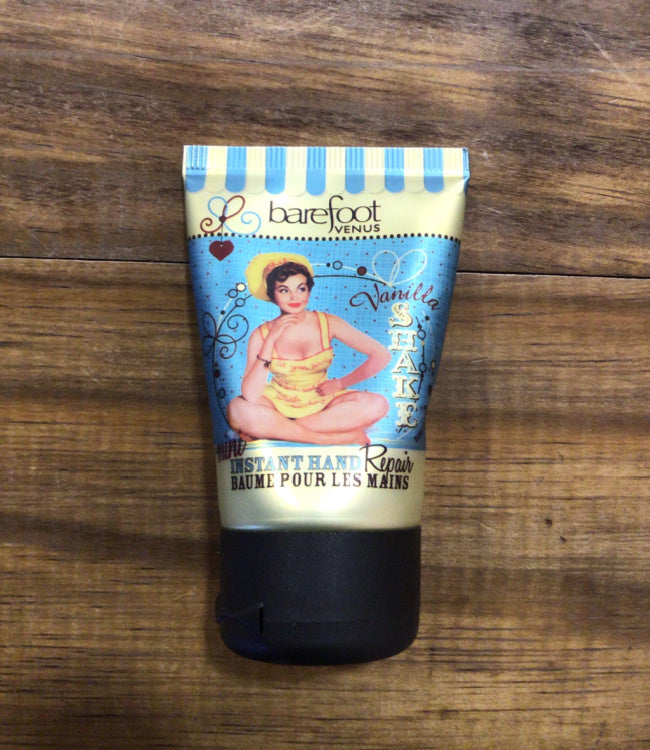 barefoot
VENUS
Vanilla
SHAKE
mini
INSTANT HAND Repair
BAUME POUR LES MAINS